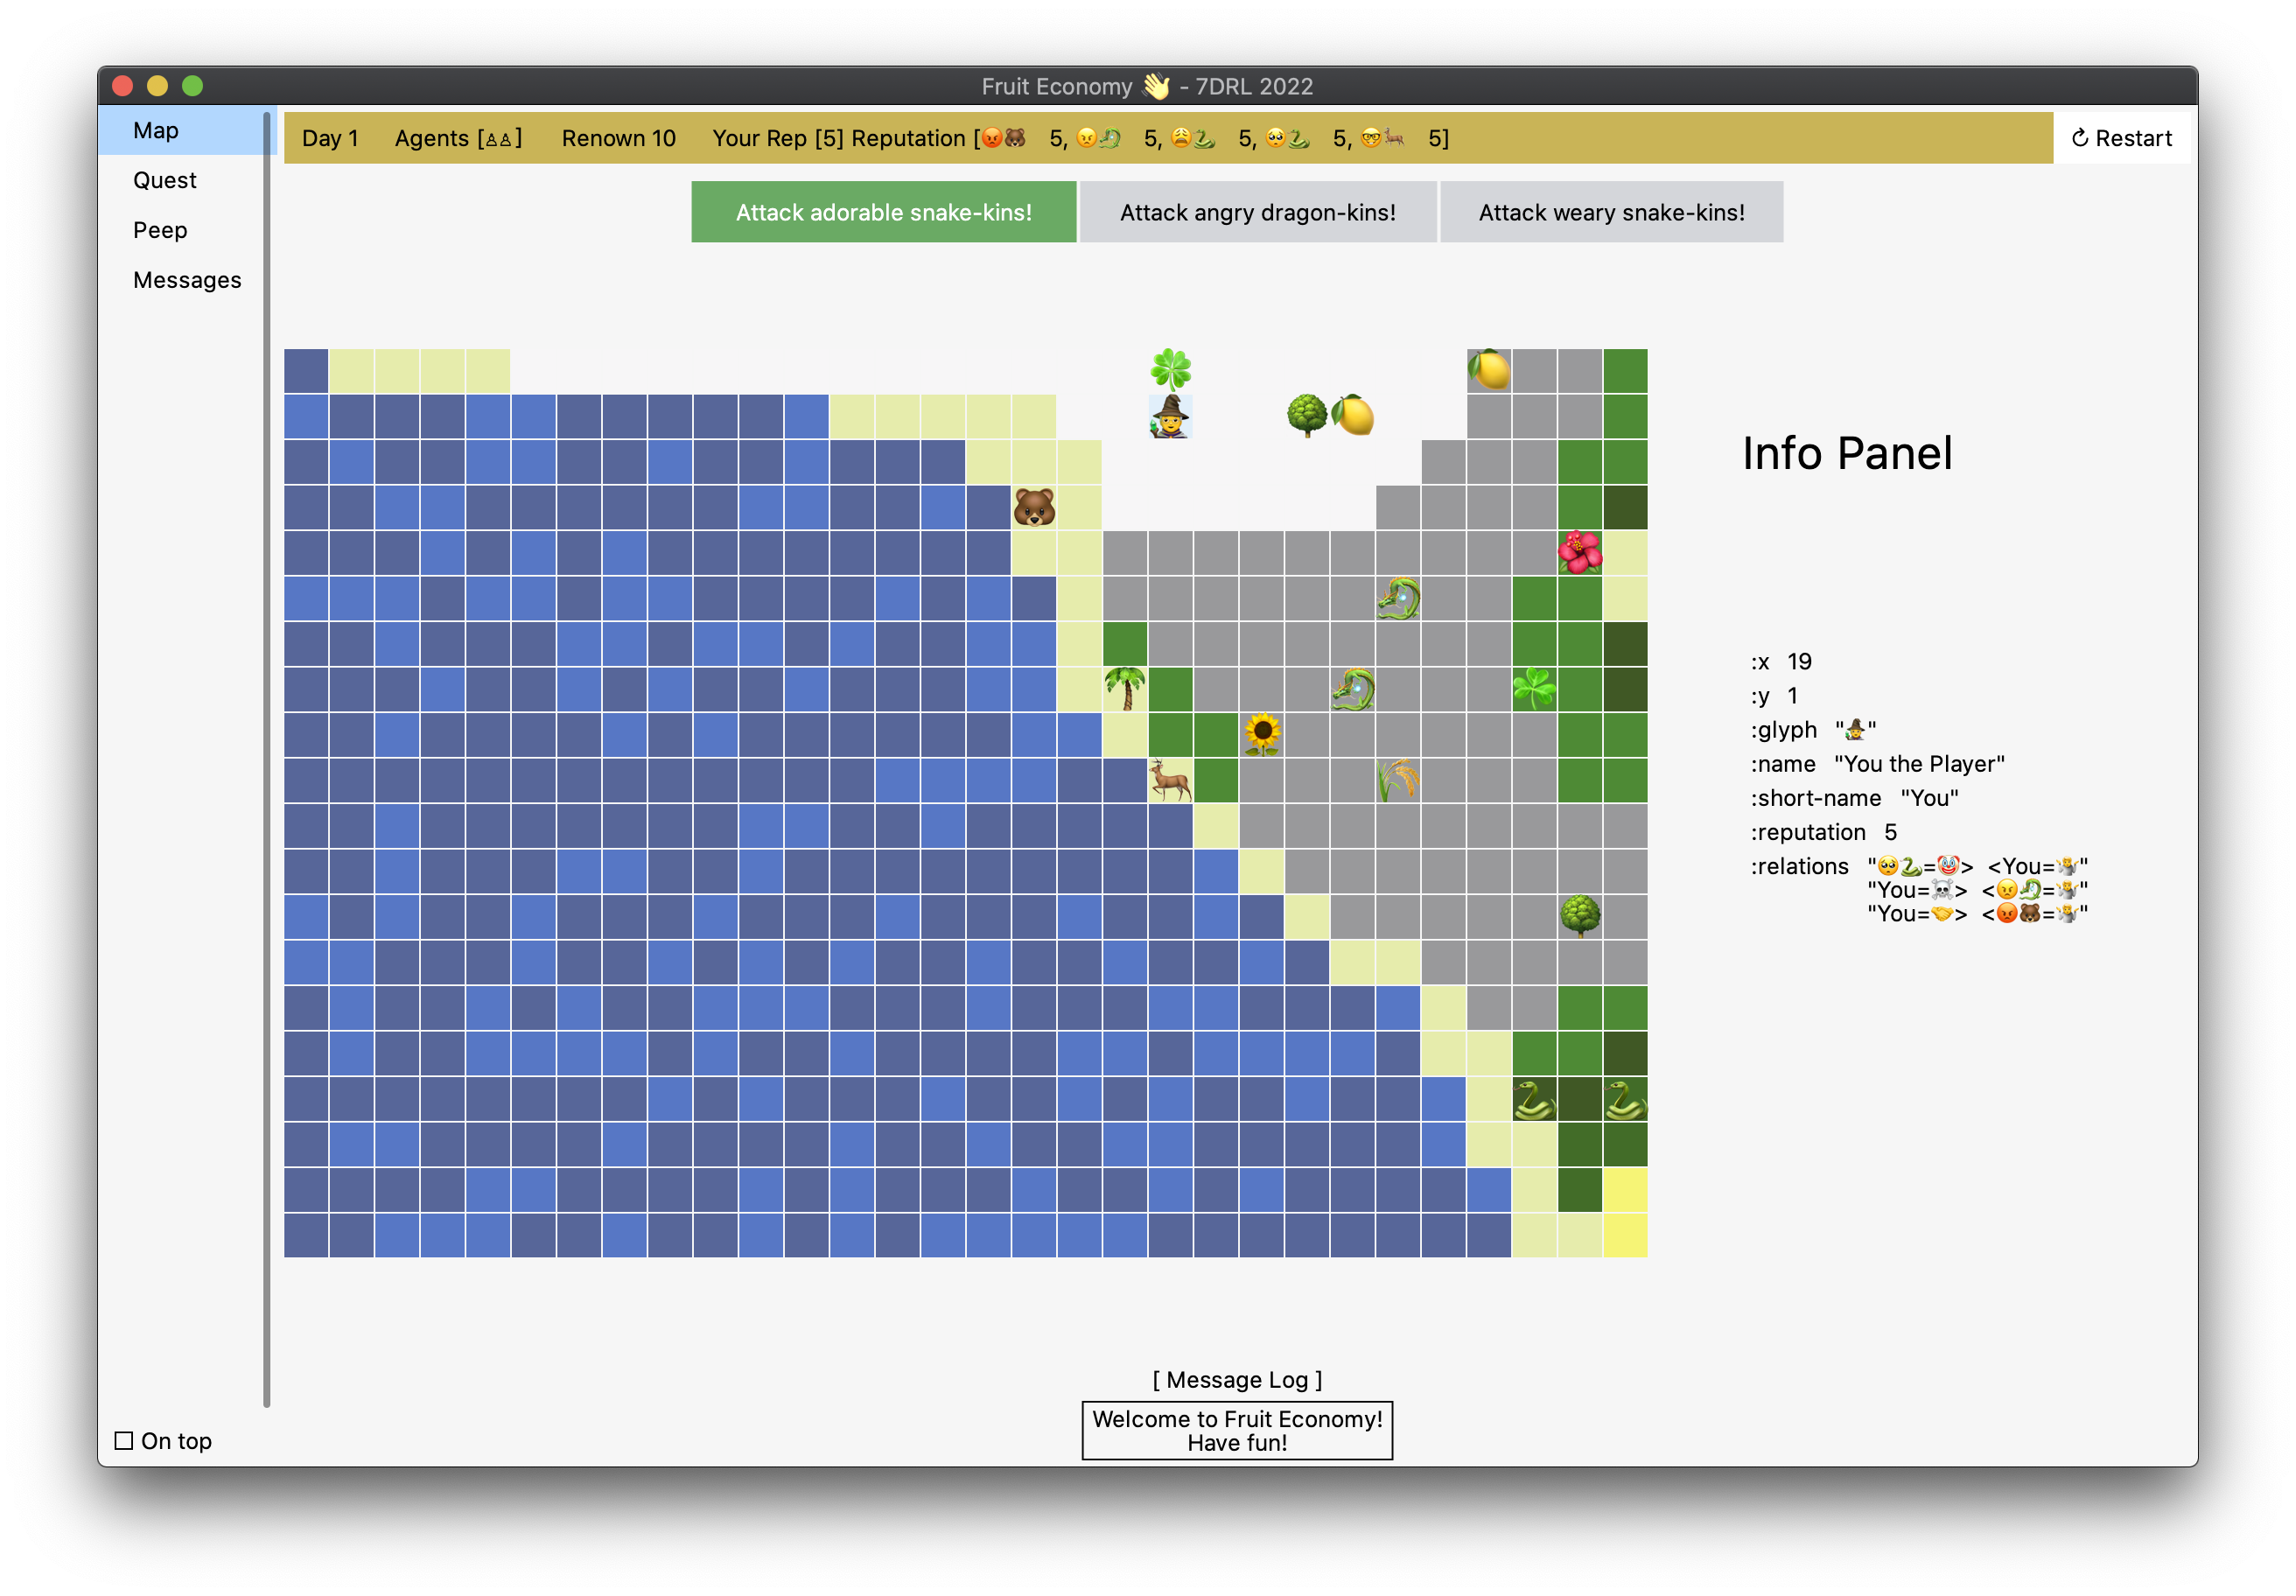 Fruit Economy 👋 - 7DRL 2022
Map
Quest
Peep
Messages
Day 1 Agents [♙♙] Renown 10 Your Rep [5] Reputation [😡🐻 5, 😠🐉 5, 😩🐍 5, 🥺🐍 5, 🤓🦌 5]
↻ Restart
Attack adorable snake-kins!
Attack angry dragon-kins!
Attack weary snake-kins!
Info Panel
:x 19
:y 1
:glyph "🧙"
:name "You the Player"
:short-name "You"
:reputation 5
:relations "🥺🐍=🤡> <You=🤷"
"You=☠️> <😠🐉=🤷"
"You=🤝> <😡🐻=🤷"
[ Message Log ]
Welcome to Fruit Economy!
Have fun!
On top